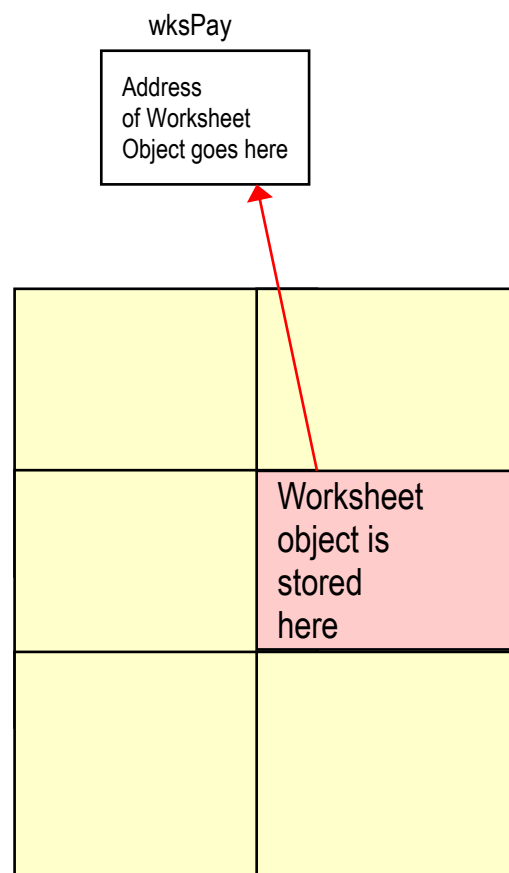 wksPay
Address
of Worksheet
Object goes here
Worksheet
object is
stored
here